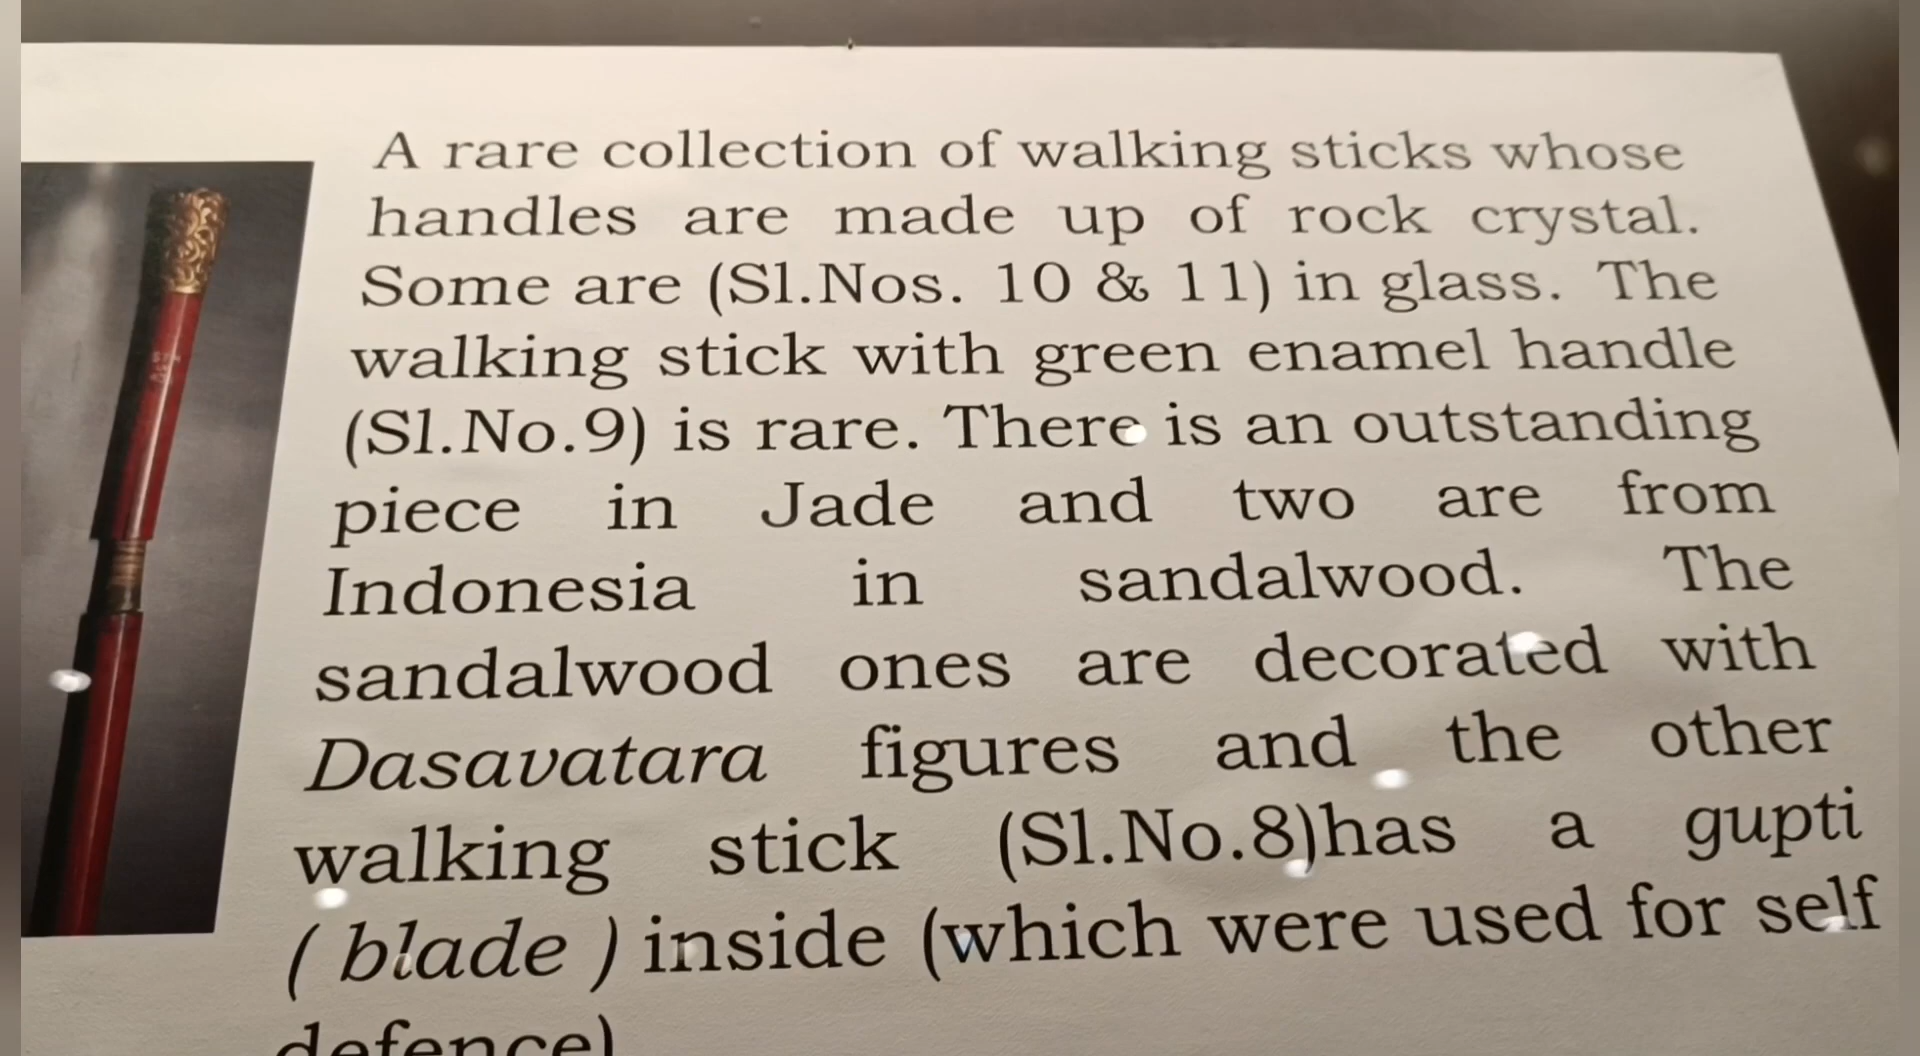 A rare collection of walking sticks whose
handles are made up of rock crystal.
Some are (Sl.Nos. 10 & 11) in glass. The
walking stick with green enamel handle
(Sl.No.9) is rare. There is an outstanding
piece in Jade and two are from
Indonesia in sandalwood. The
sandalwood ones are decorated with
Dasavatara figures and the other
walking stick (Sl.No.8)has a gupti
( blade ) inside (which were used for self
defence)